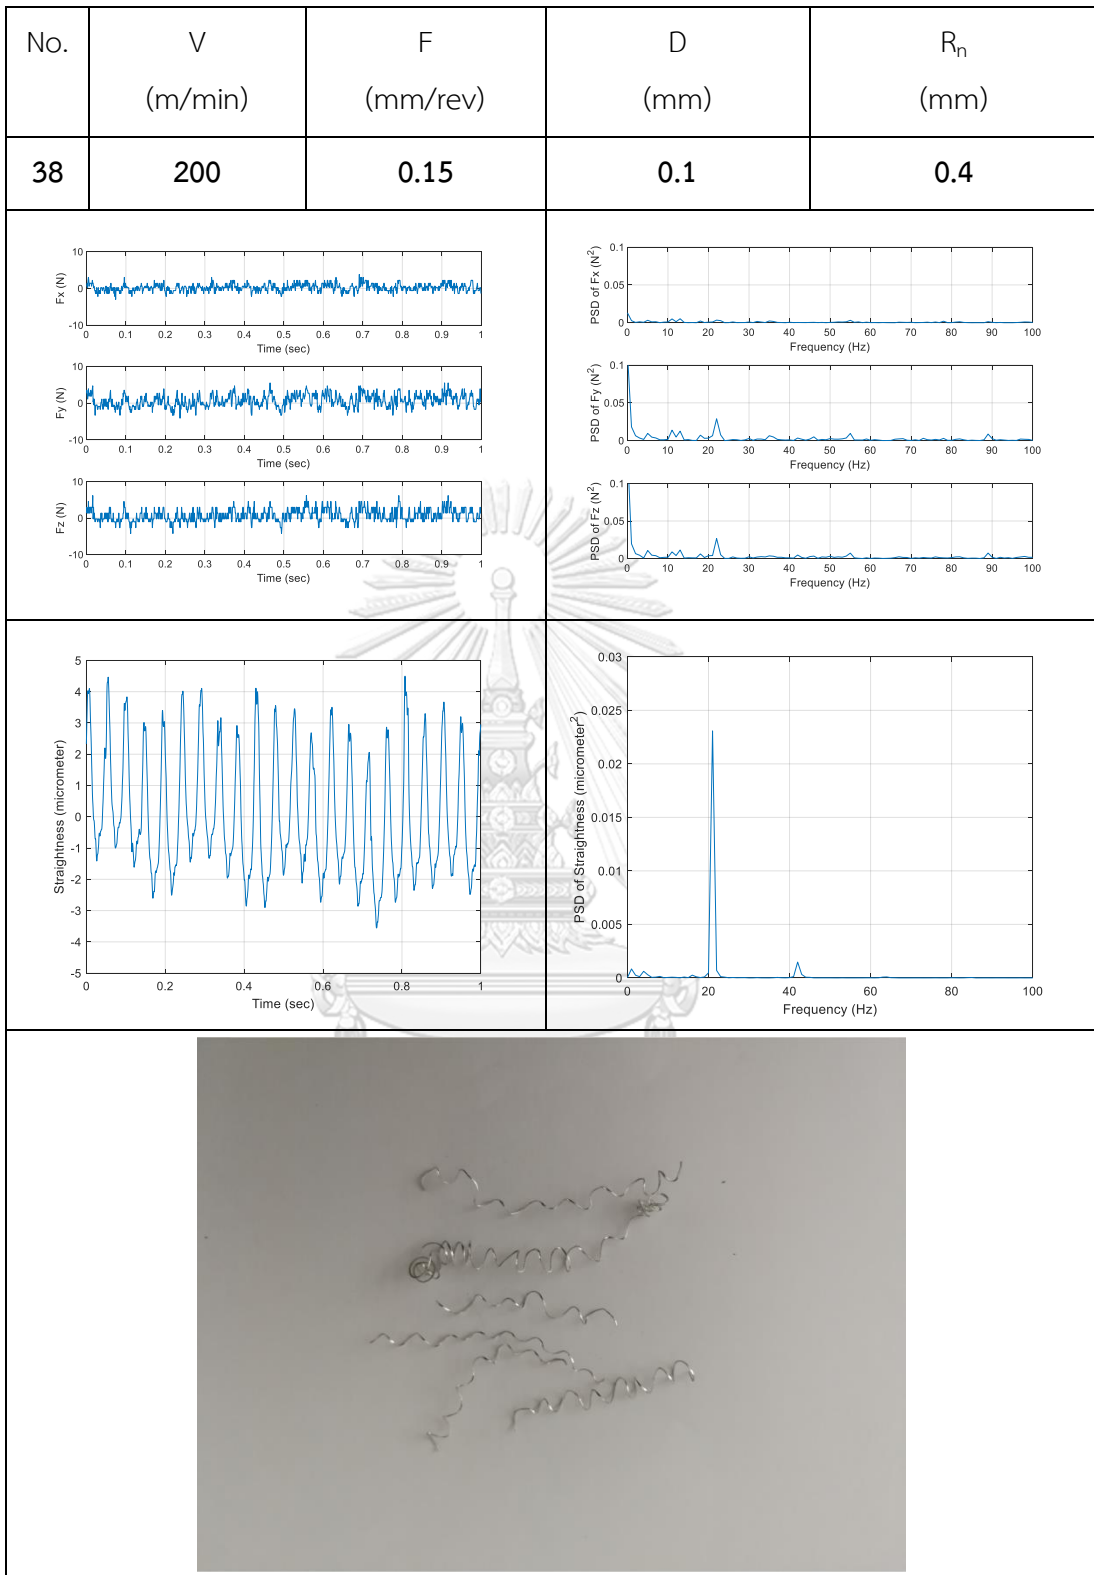 No. V F D Rn
(m/min) (mm/rev) (mm) (mm)
38 200 0.15 0.1 0.4
10
0
-10
Fx (N)
0 0.1 0.2 0.3 0.4 0.5 0.6 0.7 0.8 0.9 1
Time (sec)
10
0
-10
Fy (N)
0 0.1 0.2 0.3 0.4 0.5 0.6 0.7 0.8 0.9 1
Time (sec)
10
0
-10
Fz (N)
0 0.1 0.2 0.3 0.4 0.5 0.6 0.7 0.8 0.9 1
Time (sec)
0.1
0.05
0
PSD of Fx (N²)
0 10 20 30 40 50 60 70 80 90 100
Frequency (Hz)
0.1
0.05
0
PSD of Fy (N²)
0 10 20 30 40 50 60 70 80 90 100
Frequency (Hz)
0.1
0.05
0
PSD of Fz (N²)
0 10 20 30 40 50 60 70 80 90 100
Frequency (Hz)
5
4
3
2
1
0
-1
-2
-3
-4
-5
Straightness (micrometer)
0 0.2 0.4 0.6 0.8 1
Time (sec)
0.03
0.025
0.02
0.015
0.01
0.005
0
PSD of Straightness (micrometer²)
0 20 40 60 80 100
Frequency (Hz)